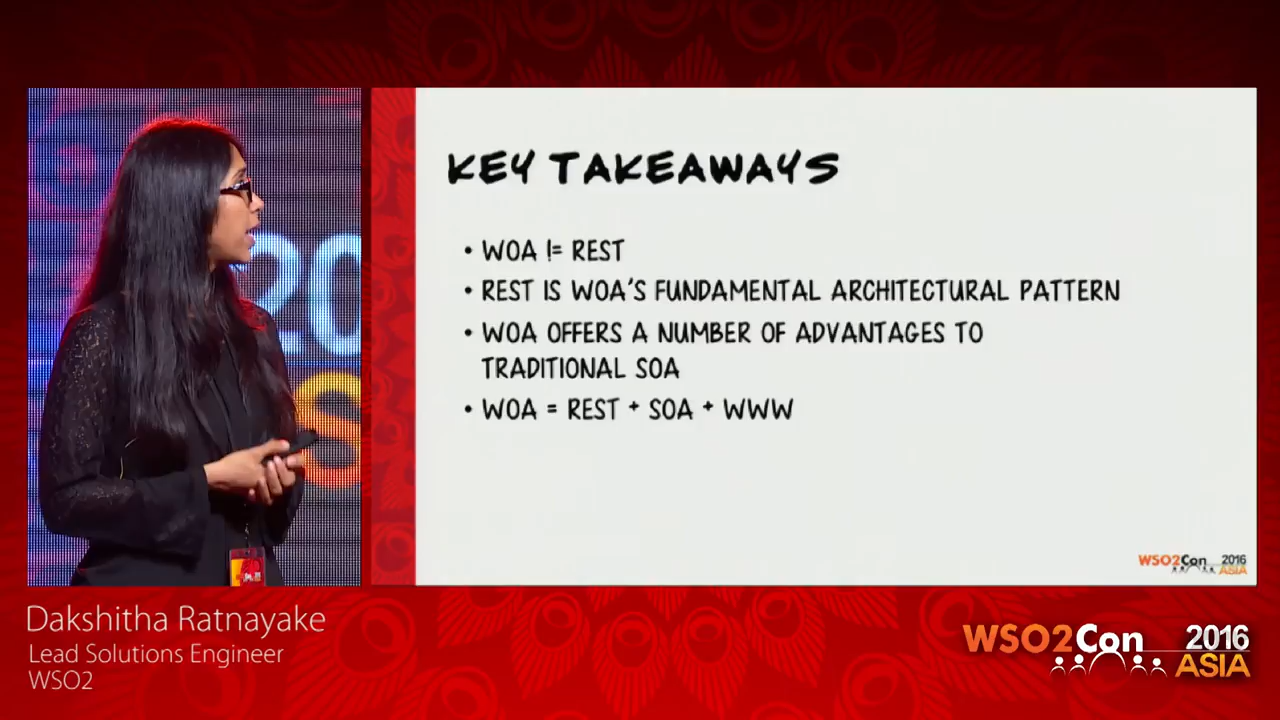 KEY TAKEAWAYS
• WOA != REST
• REST IS WOA'S FUNDAMENTAL ARCHITECTURAL PATTERN
• WOA OFFERS A NUMBER OF ADVANTAGES TO
TRADITIONAL SOA
• WOA = REST + SOA + WWW
WSO2Con 2016
ASIA
20
S
Dakshitha Ratnayake
Lead Solutions Engineer
WSO2
WSO2Con 2016
ASIA